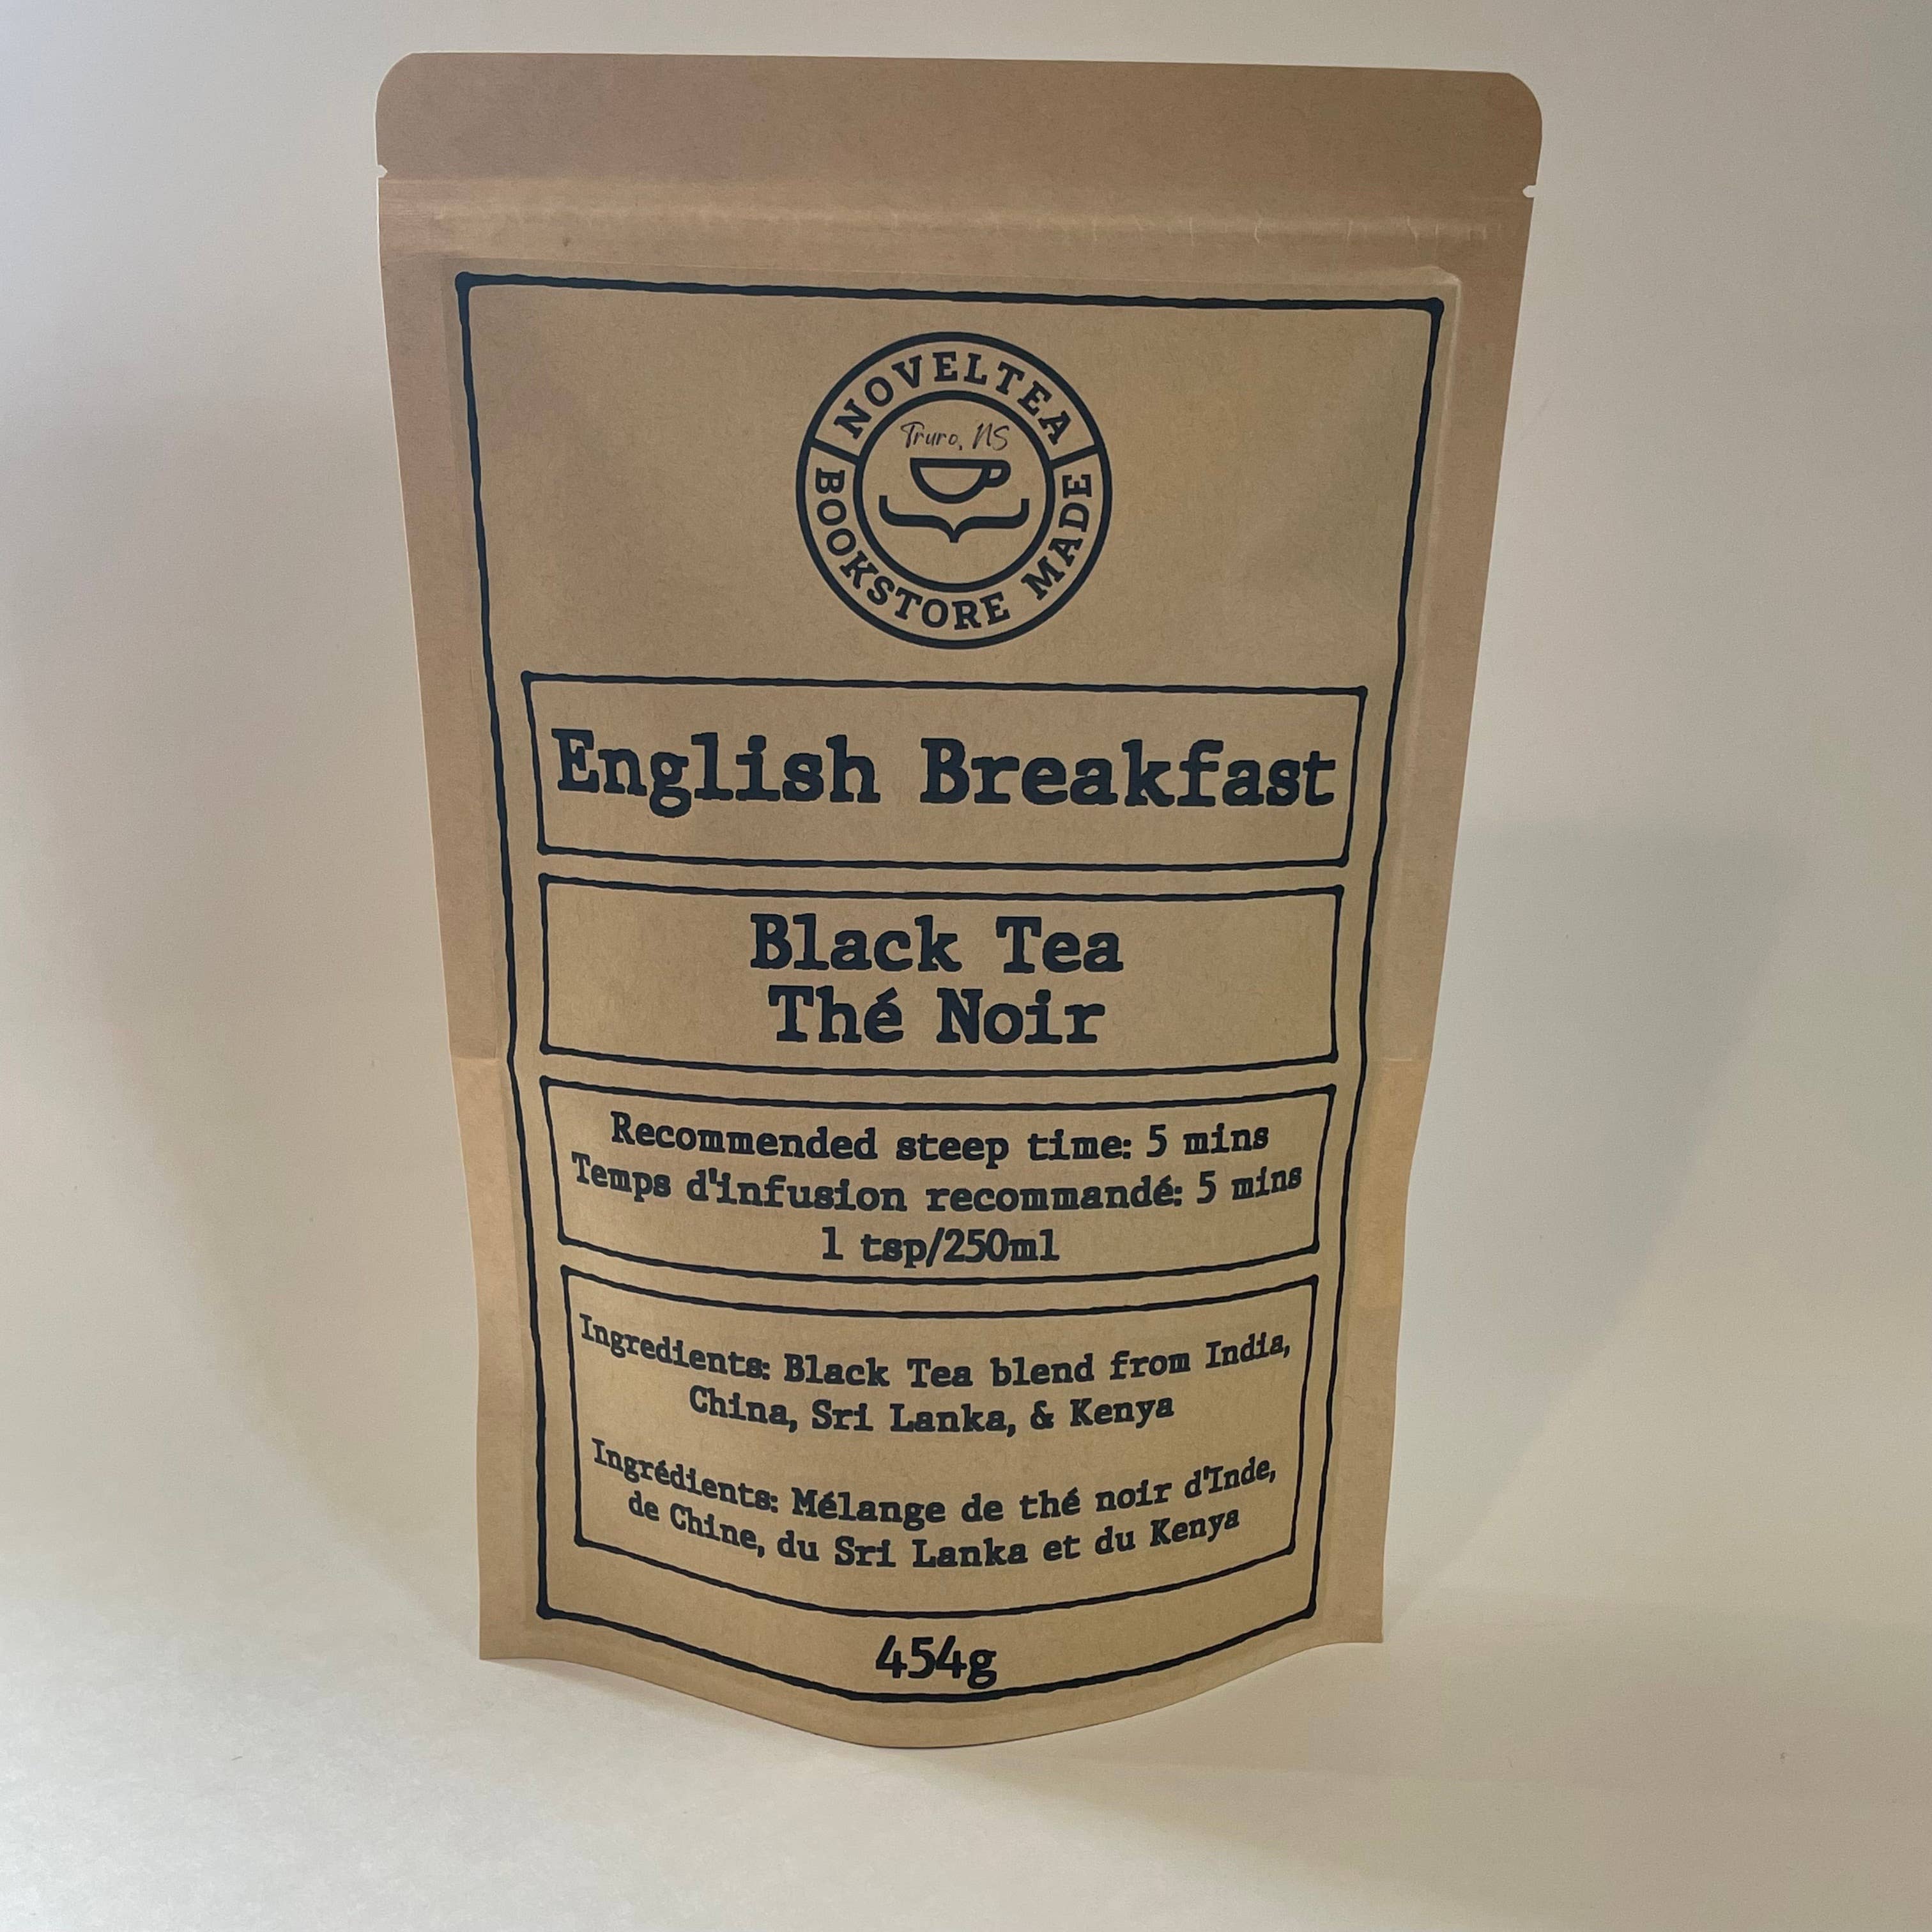 NOVELTEA
Truro, NS
BOOKSTORE MADE
English Breakfast
Black Tea
Thé Noir
Recommended steep time: 5 mins
Temps d'infusion recommandé: 5 mins
1 tsp/250ml
Ingredients: Black Tea blend from India,
China, Sri Lanka, & Kenya
Ingrédients: Mélange de thé noir d'Inde,
de Chine, du Sri Lanka et du Kenya
454g